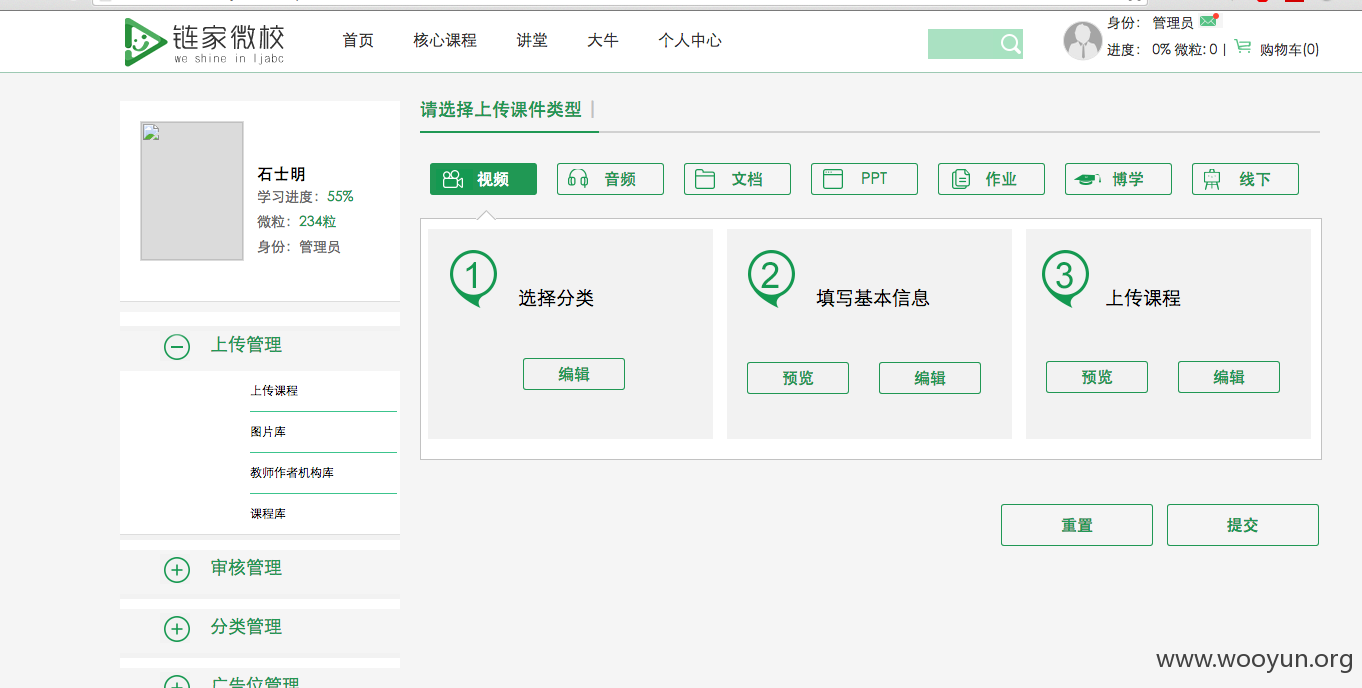 链家微校
we shine in ljabc
首页 核心课程 讲堂 大牛 个人中心
身份： 管理员
进度： 0% 微粒: 0 | 购物车(0)
石士明
学习进度：55%
微粒：234粒
身份：管理员
上传管理
上传课程
图片库
教师作者机构库
课程库
审核管理
分类管理
广告位管理
请选择上传课件类型
视频 音频 文档 PPT 作业 博学 线下
1 选择分类
编辑
2 填写基本信息
预览 编辑
3 上传课程
预览 编辑
重置 提交
www.wooyun.org